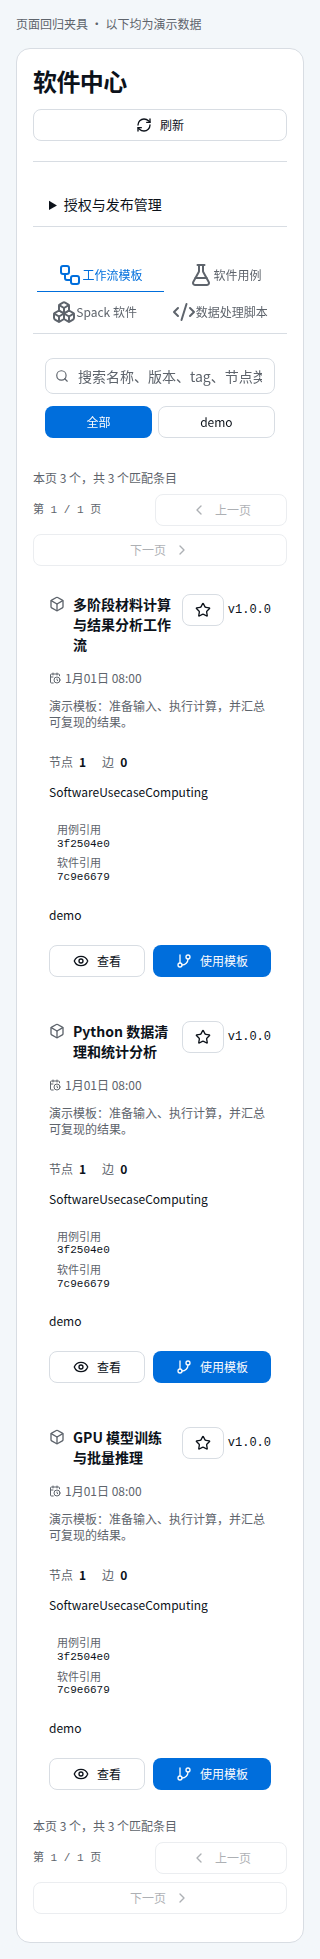 页面回归夹具 · 以下均为演示数据
软件中心
刷新
授权与发布管理
工作流模板
软件用例
Spack 软件
数据处理脚本
搜索名称、版本、tag、节点类
全部
demo
本页 3 个，共 3 个匹配条目
第 1 / 1 页
上一页
下一页
多阶段材料计算
与结果分析工作
流
v1.0.0
1月01日 08:00
演示模板：准备输入、执行计算，并汇总
可复现的结果。
节点 1 边 0
SoftwareUsecaseComputing
用例引用
3f2504e0
软件引用
7c9e6679
demo
查看
使用模板
Python 数据清
理和统计分析
v1.0.0
1月01日 08:00
演示模板：准备输入、执行计算，并汇总
可复现的结果。
节点 1 边 0
SoftwareUsecaseComputing
用例引用
3f2504e0
软件引用
7c9e6679
demo
查看
使用模板
GPU 模型训练
与批量推理
v1.0.0
1月01日 08:00
演示模板：准备输入、执行计算，并汇总
可复现的结果。
节点 1 边 0
SoftwareUsecaseComputing
用例引用
3f2504e0
软件引用
7c9e6679
demo
查看
使用模板
本页 3 个，共 3 个匹配条目
第 1 / 1 页
上一页
下一页